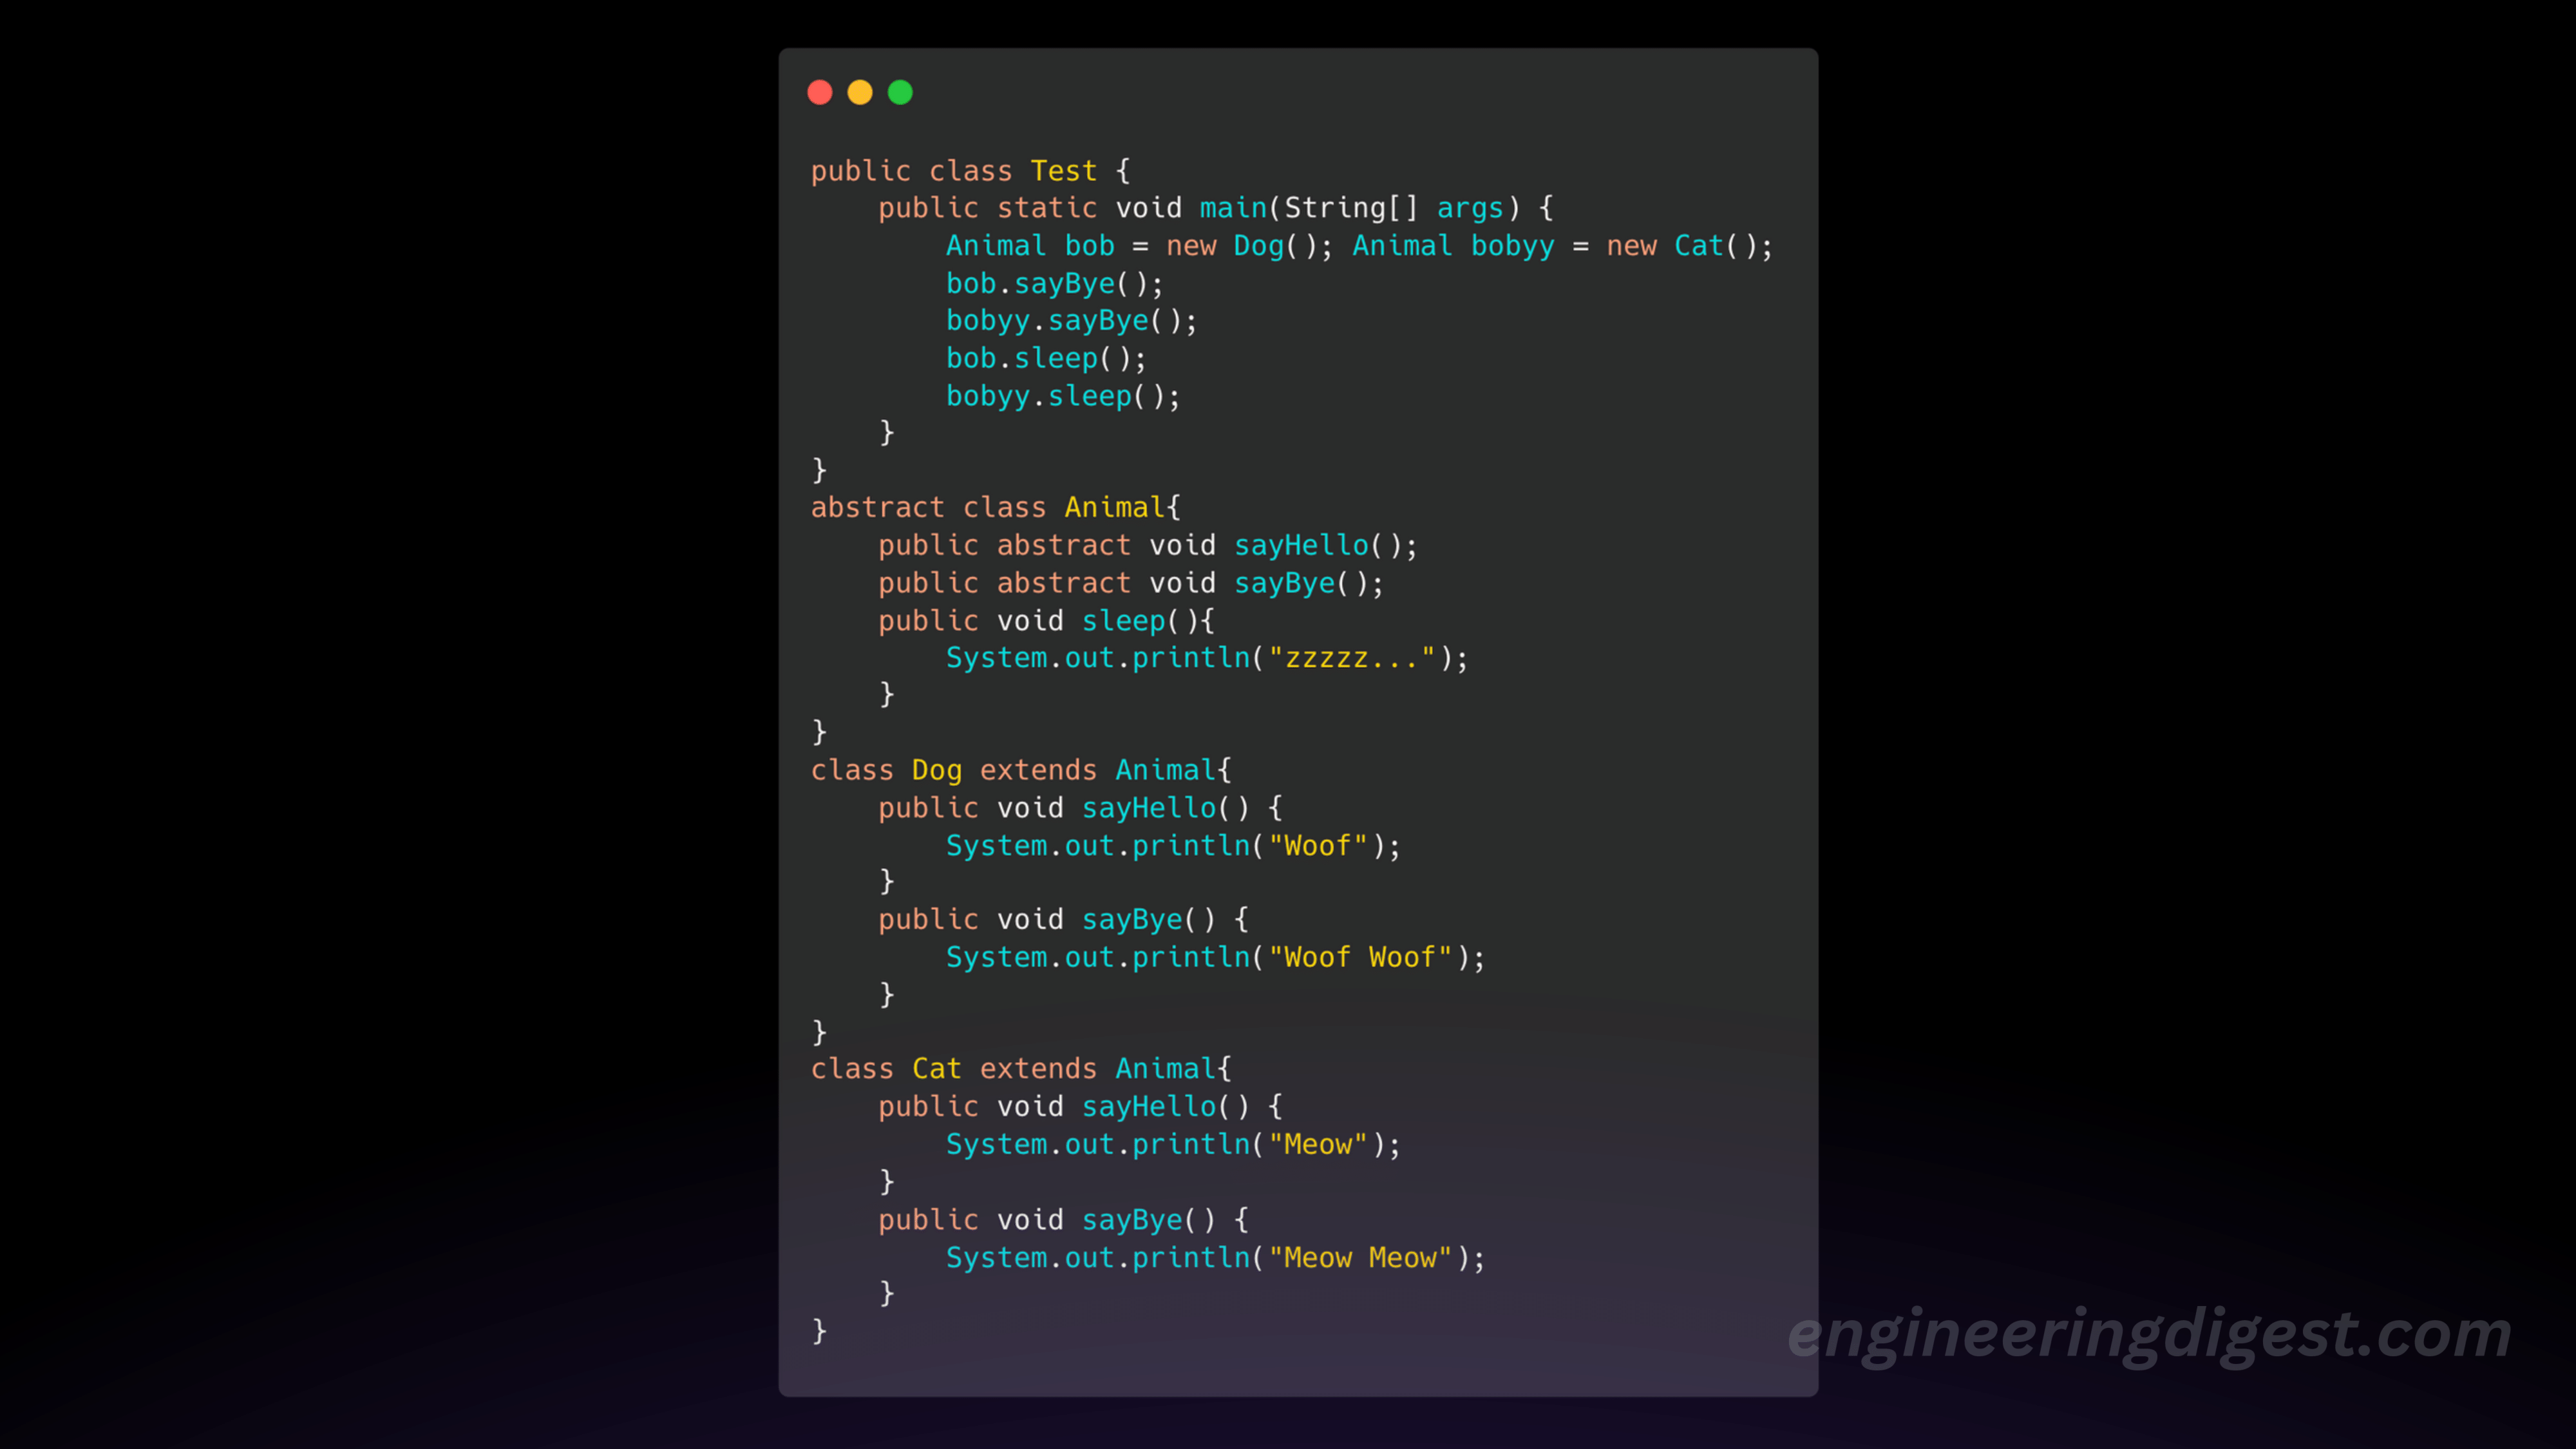 public class Test {
    public static void main(String[] args) {
        Animal bob = new Dog(); Animal bobyy = new Cat();
        bob.sayBye();
        bobyy.sayBye();
        bob.sleep();
        bobyy.sleep();
    }
}
abstract class Animal{
    public abstract void sayHello();
    public abstract void sayBye();
    public void sleep(){
        System.out.println("zzzzz...");
    }
}
class Dog extends Animal{
    public void sayHello() {
        System.out.println("Woof");
    }
    public void sayBye() {
        System.out.println("Woof Woof");
    }
}
class Cat extends Animal{
    public void sayHello() {
        System.out.println("Meow");
    }
    public void sayBye() {
        System.out.println("Meow Meow");
    }
}
engineeringdigest.com